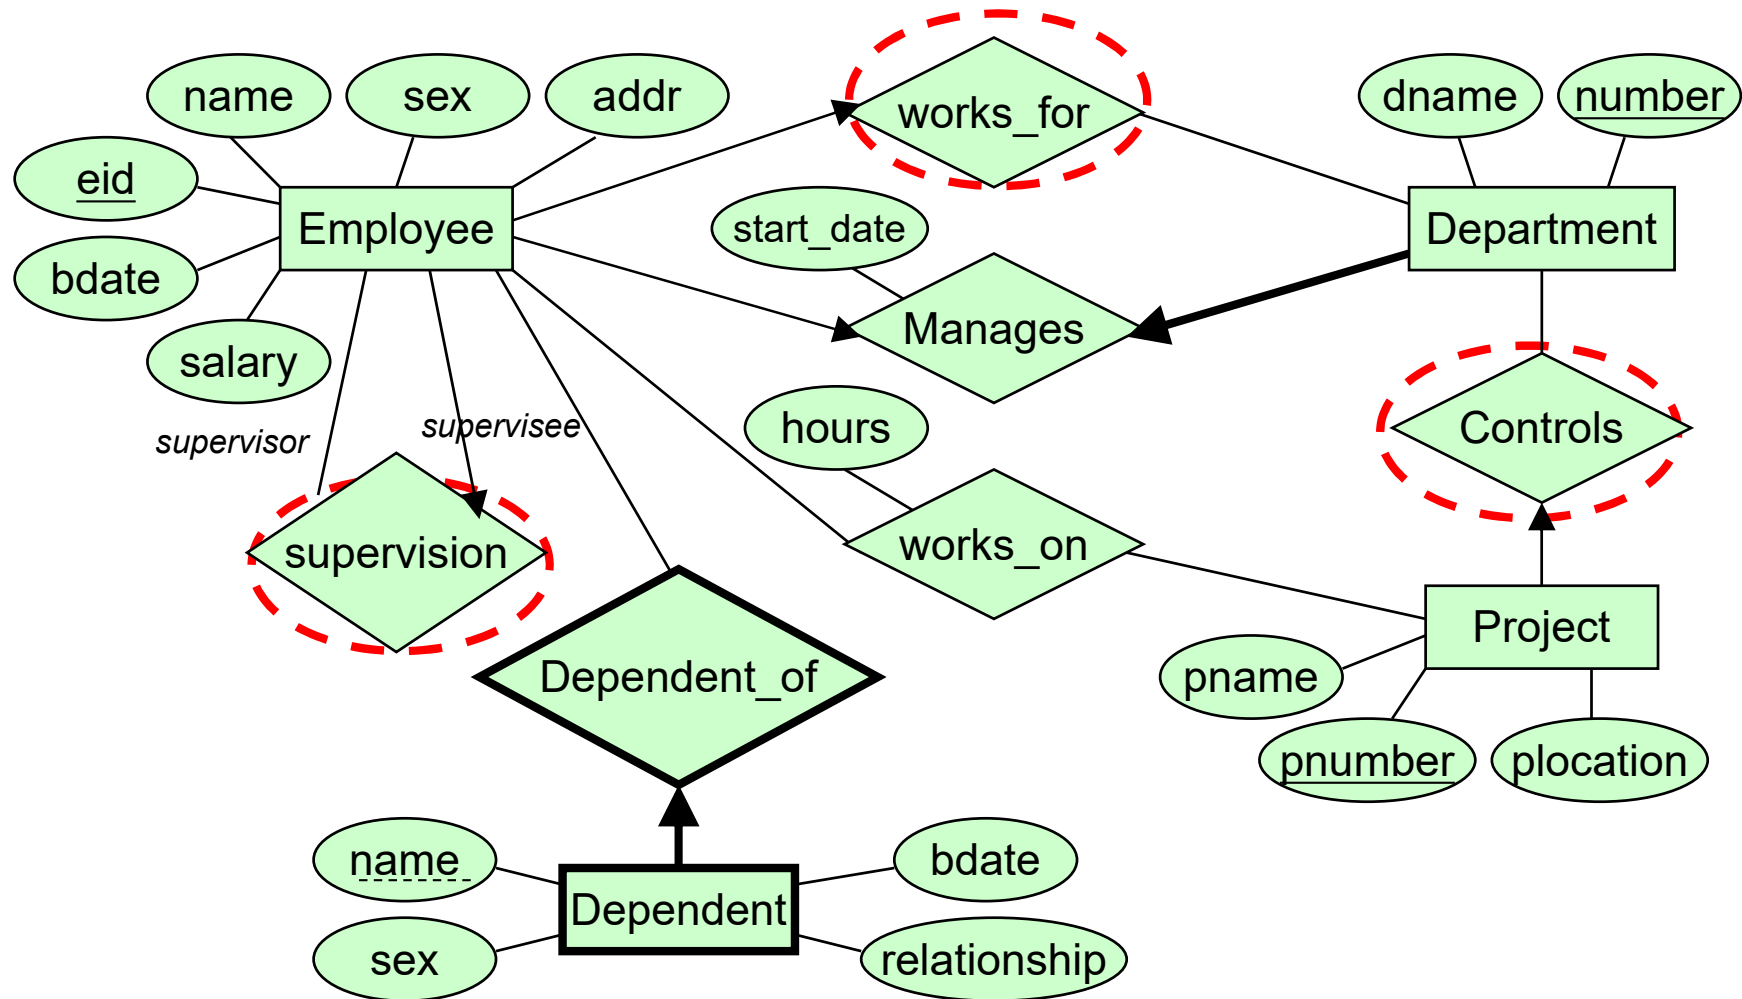 name
sex
addr
works_for
dname
number
eid
Employee
start_date
Department
bdate
Manages
salary
supervisor
supervisee
hours
Controls
supervision
works_on
Project
Dependent_of
pname
pnumber
plocation
name
bdate
Dependent
sex
relationship